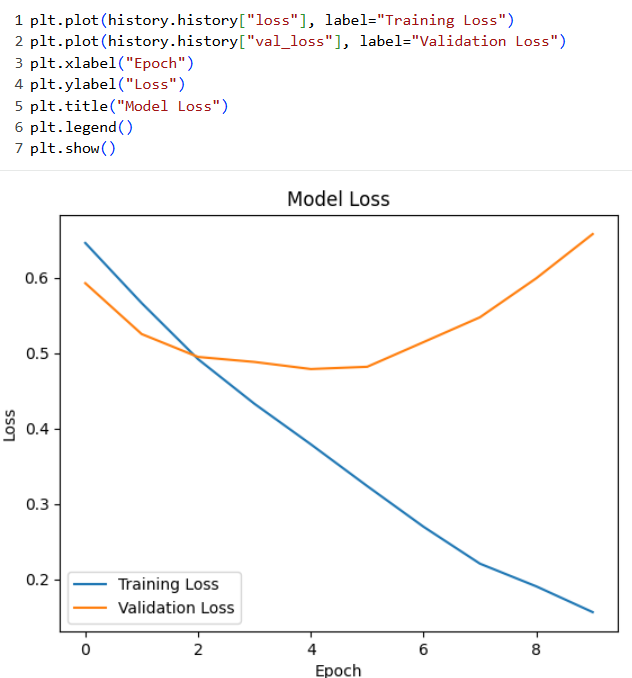 1 plt.plot(history.history["loss"], label="Training Loss")
2 plt.plot(history.history["val_loss"], label="Validation Loss")
3 plt.xlabel("Epoch")
4 plt.ylabel("Loss")
5 plt.title("Model Loss")
6 plt.legend()
7 plt.show()
Model Loss
0.6
0.5
0.4
0.3
0.2
Loss
Training Loss
Validation Loss
0 2 4 6 8
Epoch